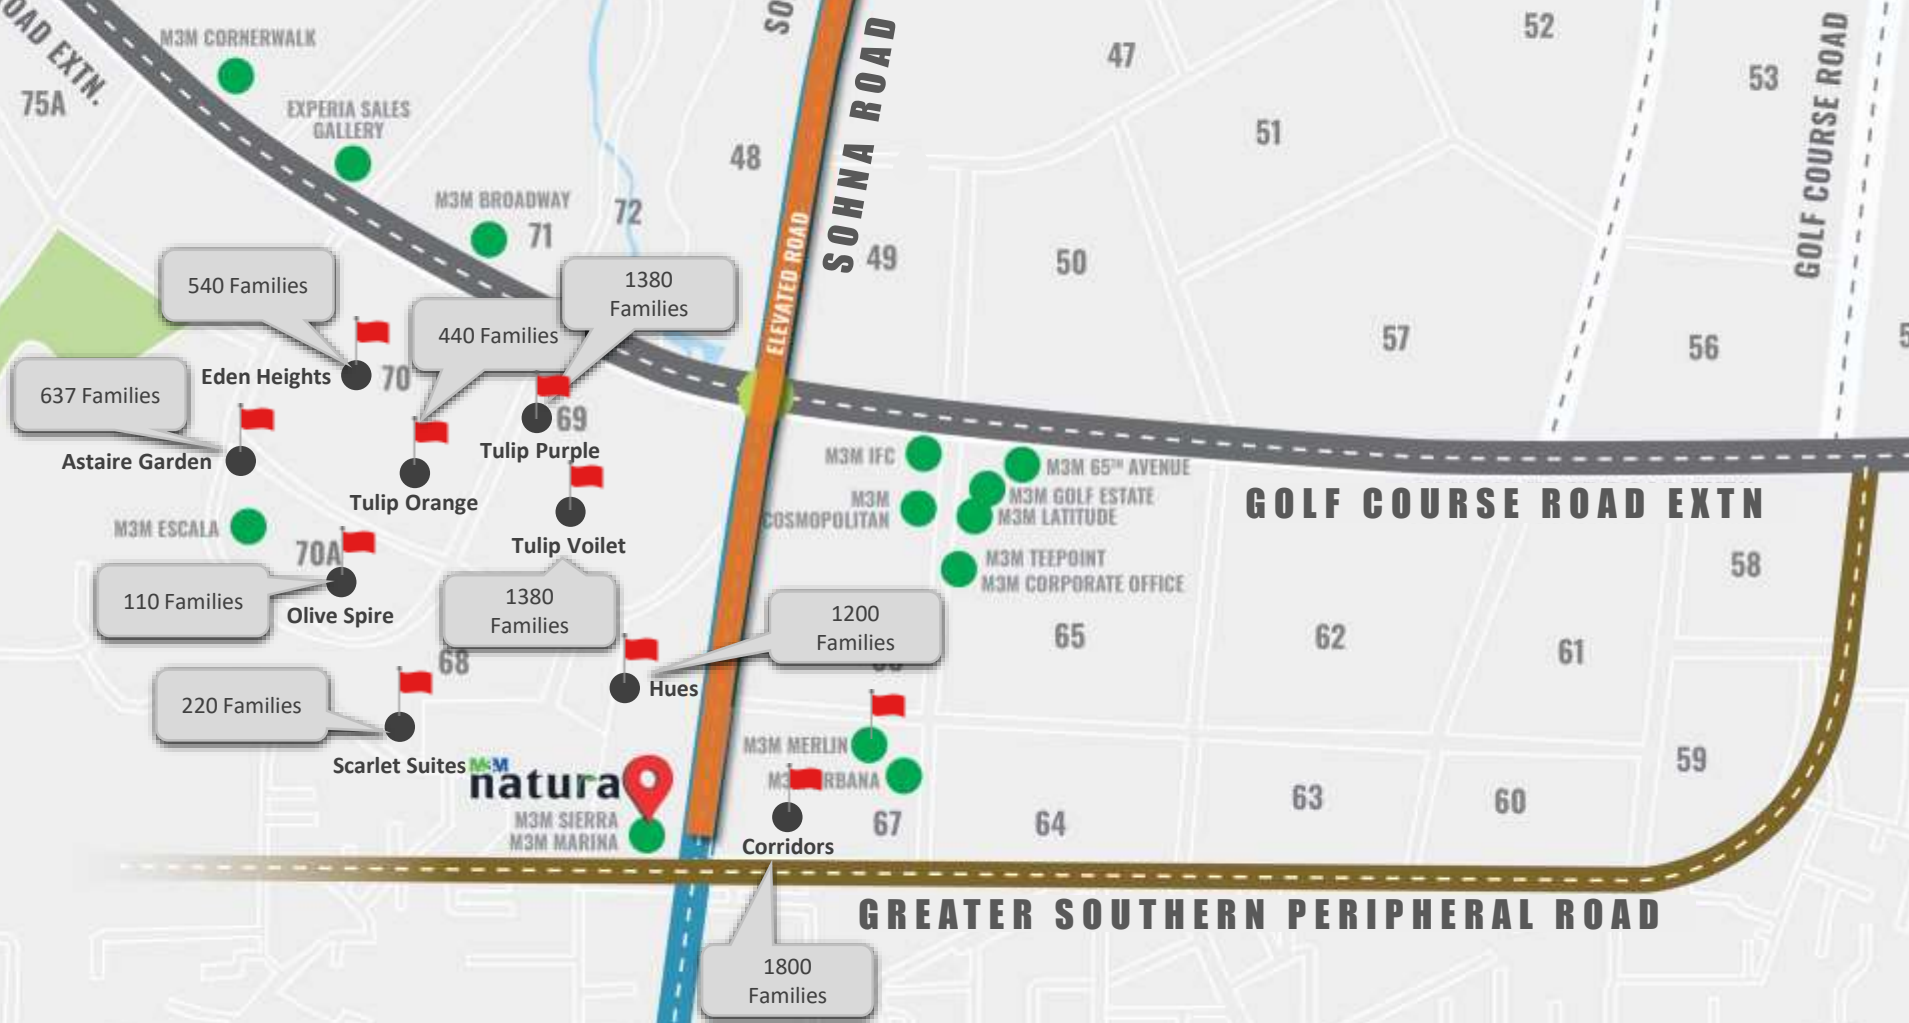 OAD EXTN.
75A
M3M CORNERWALK
EXPERIA SALES
GALLERY
M3M BROADWAY
71
72
48
SO
SOHNA ROAD
ELEVATED ROAD
47
49
50
51
52
53
GOLF COURSE ROAD
57
56
5
540 Families
Eden Heights
70
440 Families
1380
Families
637 Families
Astaire Garden
Tulip Orange
69
Tulip Purple
Tulip Voilet
1380
Families
M3M ESCALA
70A
110 Families
Olive Spire
68
220 Families
Scarlet Suites
Hues
1200
Families
M3M
natura
M3M SIERRA
M3M MARINA
M3M IFC
M3M
COSMOPOLITAN
M3M 65TH AVENUE
M3M GOLF ESTATE
M3M LATITUDE
M3M TEEPOINT
M3M CORPORATE OFFICE
GOLF COURSE ROAD EXTN
58
65
62
61
M3M MERLIN
RBANA
Corridors
67
64
63
60
59
GREATER SOUTHERN PERIPHERAL ROAD
1800
Families